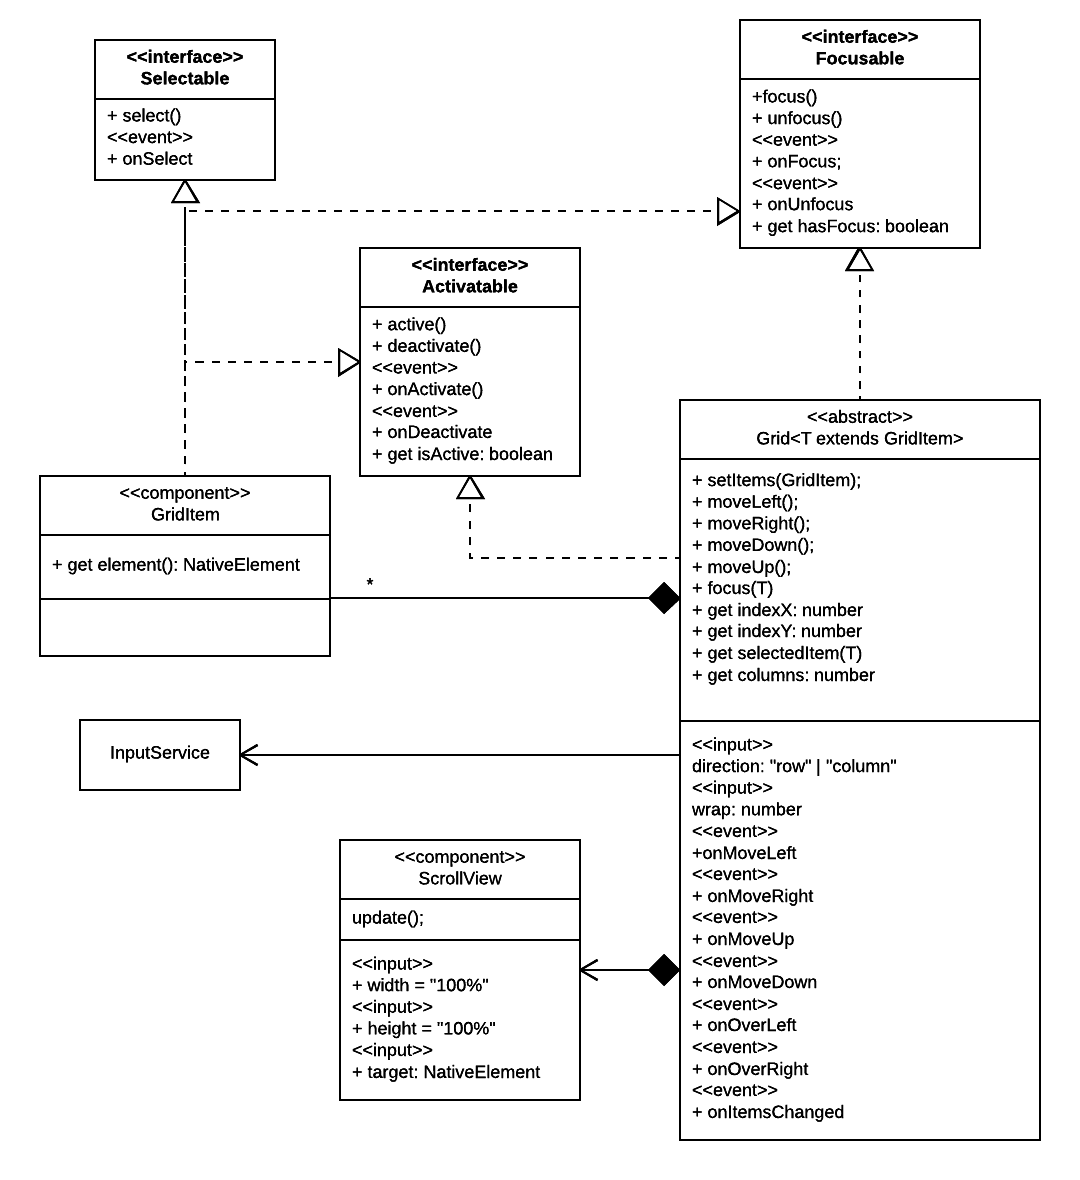 <<interface>>
Selectable
+ select()
<<event>>
+ onSelect
<<interface>>
Focusable
+focus()
+ unfocus()
<<event>>
+ onFocus;
<<event>>
+ onUnfocus
+ get hasFocus: boolean
<<interface>>
Activatable
+ active()
+ deactivate()
<<event>>
+ onActivate()
<<event>>
+ onDeactivate
+ get isActive: boolean
<<component>>
GridItem
+ get element(): NativeElement
*
<<abstract>>
Grid<T extends GridItem>
+ setItems(GridItem);
+ moveLeft();
+ moveRight();
+ moveDown();
+ moveUp();
+ focus(T)
+ get indexX: number
+ get indexY: number
+ get selectedItem(T)
+ get columns: number
<<input>>
direction: "row" | "column"
<<input>>
wrap: number
<<event>>
+onMoveLeft
<<event>>
+ onMoveRight
<<event>>
+ onMoveUp
<<event>>
+ onMoveDown
<<event>>
+ onOverLeft
<<event>>
+ onOverRight
<<event>>
+ onItemsChanged
InputService
<<component>>
ScrollView
update();
<<input>>
+ width = "100%"
<<input>>
+ height = "100%"
<<input>>
+ target: NativeElement